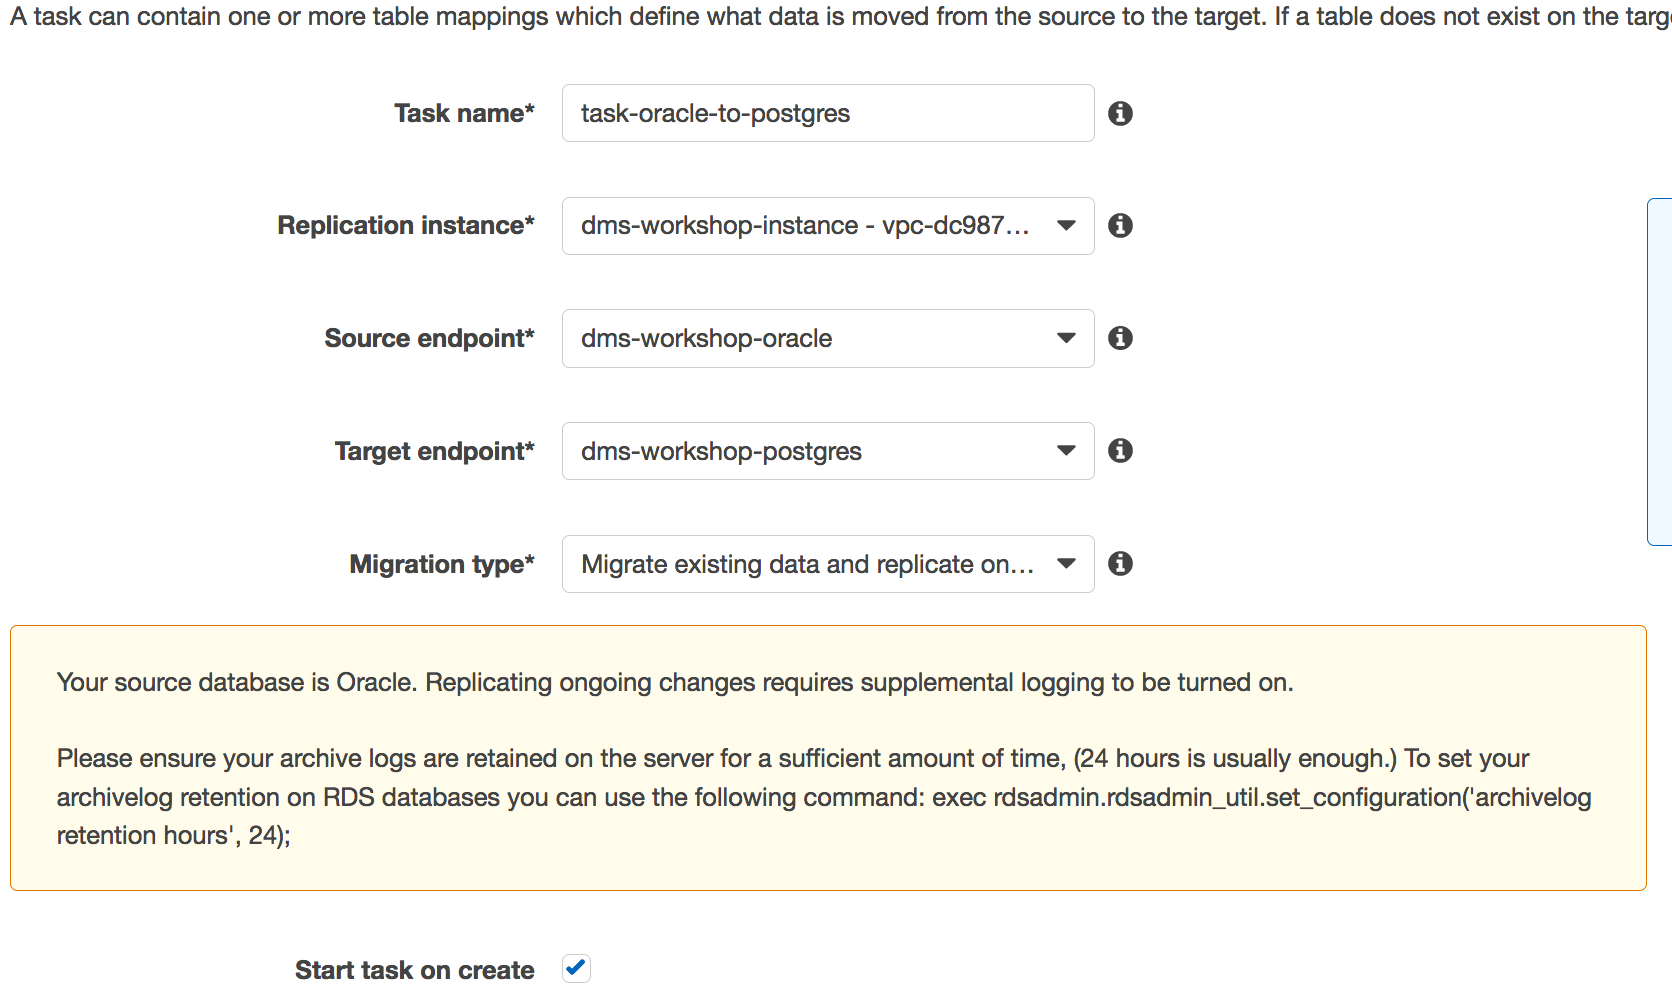 A task can contain one or more table mappings which define what data is moved from the source to the target. If a table does not exist on the
Task name* task-oracle-to-postgres
Replication instance* dms-workshop-instance - vpc-dc987...
Source endpoint* dms-workshop-oracle
Target endpoint* dms-workshop-postgres
Migration type* Migrate existing data and replicate on...
Your source database is Oracle. Replicating ongoing changes requires supplemental logging to be turned on.
Please ensure your archive logs are retained on the server for a sufficient amount of time, (24 hours is usually enough.) To set your
archivelog retention on RDS databases you can use the following command: exec rdsadmin.rdsadmin_util.set_configuration('archivelog
retention hours', 24);
Start task on create